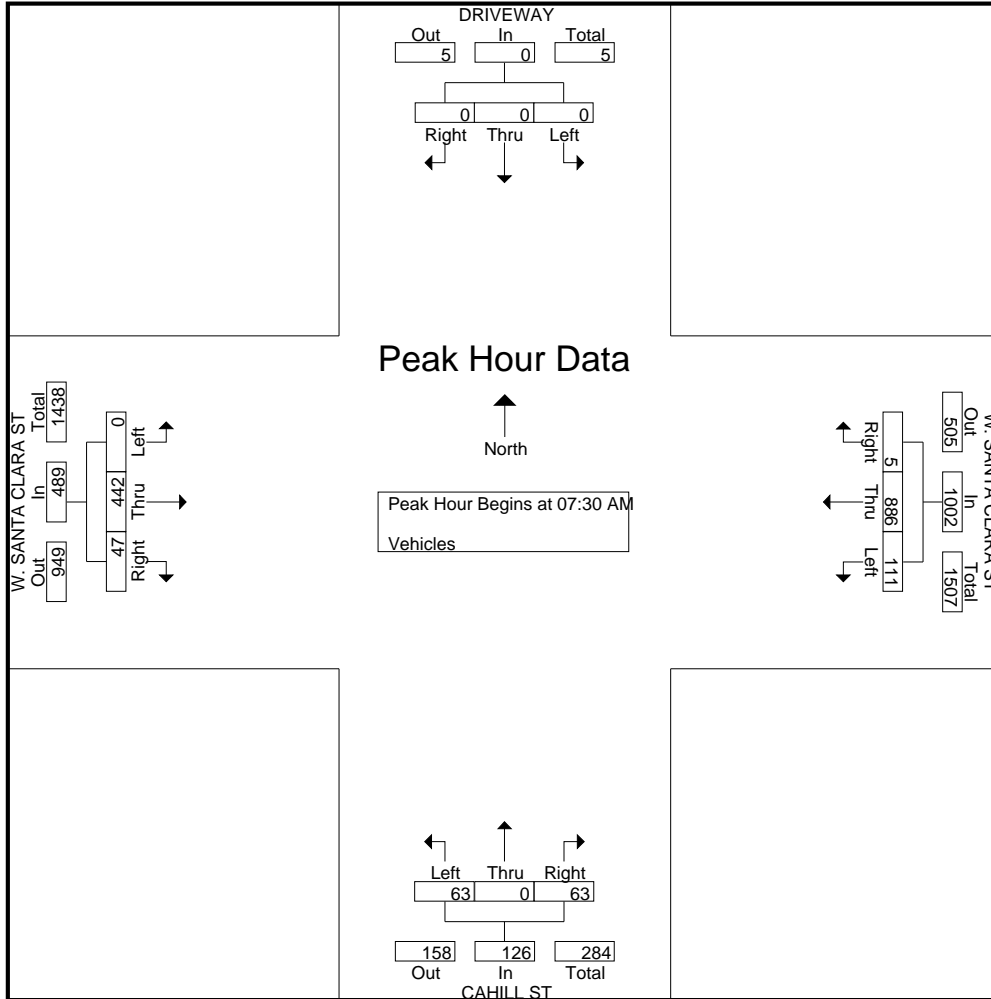 DRIVEWAY
Out In Total
5 0 5
0 0 0
Right Thru Left
Peak Hour Data
North
Peak Hour Begins at 07:30 AM
Vehicles
W. SANTA CLARA ST
Out In Total
949 489 1438
Left Thru Right
0 442 47
W. SANTA CLARA ST
Out In Total
505 1002 1507
Right Thru Left
5 886 111
Left Thru Right
63 0 63
158 126 284
Out In Total
CAHILL ST